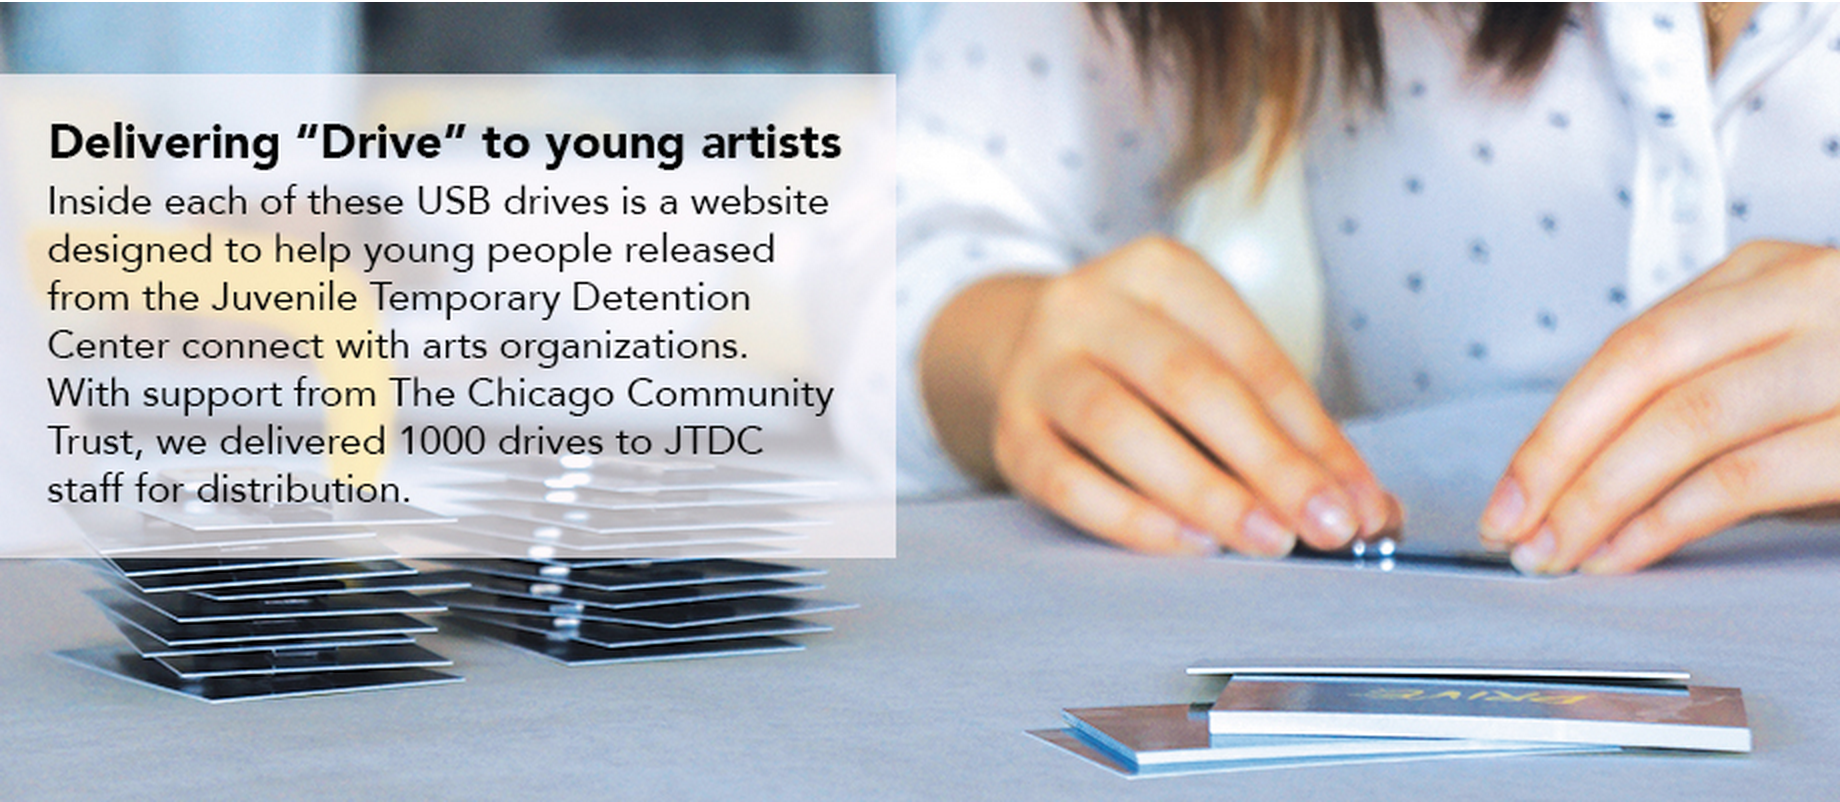 Delivering “Drive” to young artists
Inside each of these USB drives is a website
designed to help young people released
from the Juvenile Temporary Detention
Center connect with arts organizations.
With support from The Chicago Community
Trust, we delivered 1000 drives to JTDC
staff for distribution.
DRIVE